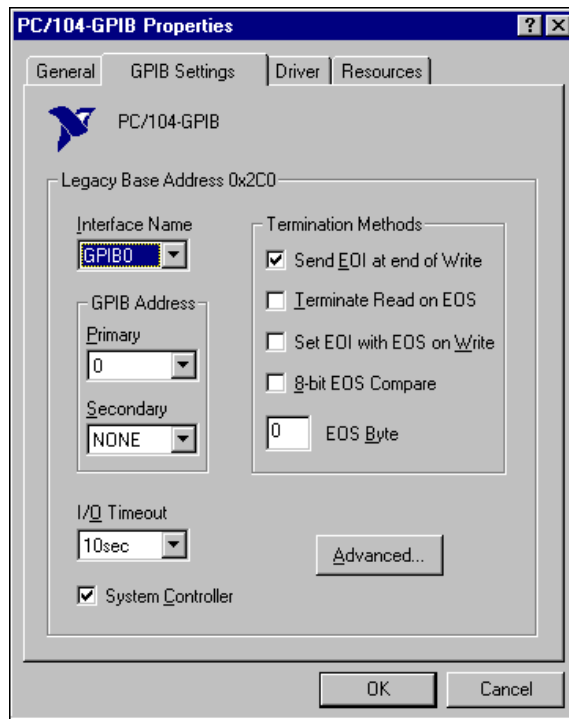 PC/104-GPIB Properties
General
GPIB Settings
Driver
Resources
PC/104-GPIB
Legacy Base Address 0x2C0
Interface Name
GPIB0
GPIB Address
Primary
0
Secondary
NONE
I/O Timeout
10sec
System Controller
Termination Methods
Send EOI at end of Write
Terminate Read on EOS
Set EOI with EOS on Write
8-bit EOS Compare
0
EOS Byte
Advanced...
OK
Cancel